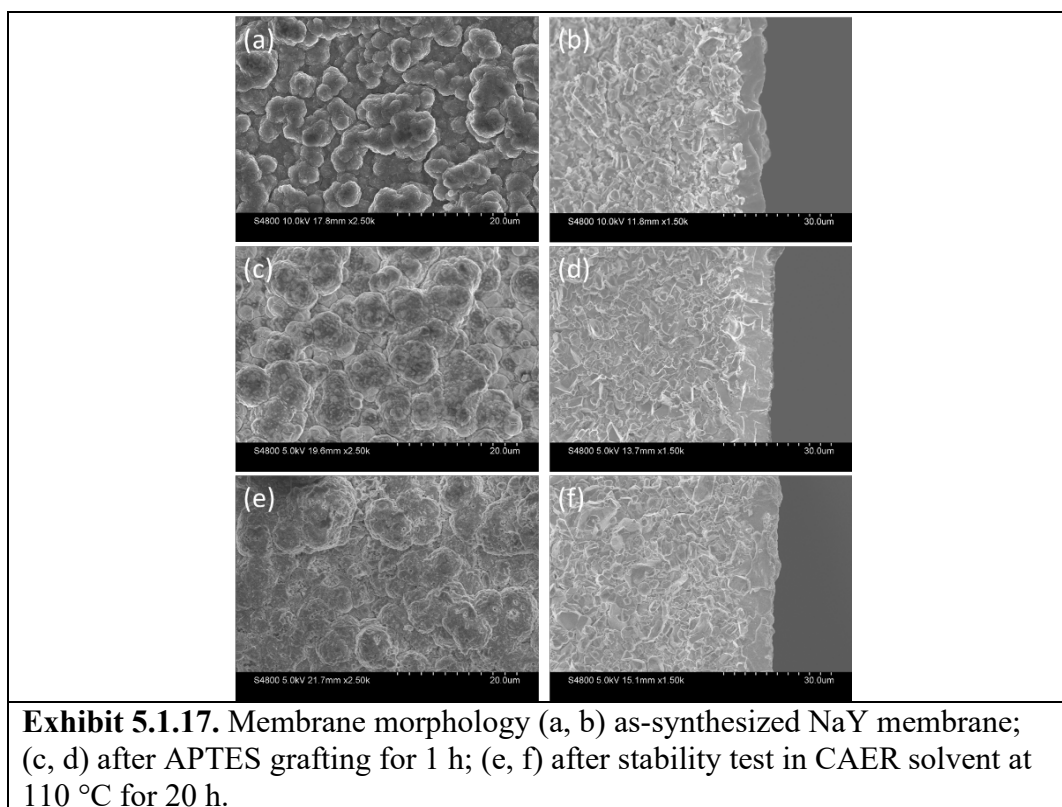 (a)
S4800 10.0kV 17.8mm x2.50k 20.0um
(b)
S4800 10.0kV 11.8mm x1.50k 30.0um
(c)
S4800 5.0kV 19.6mm x2.50k 20.0um
(d)
S4800 5.0kV 13.7mm x1.50k 30.0um
(e)
S4800 5.0kV 21.7mm x2.50k 20.0um
(f)
S4800 5.0kV 15.1mm x1.50k 30.0um
Exhibit 5.1.17. Membrane morphology (a, b) as-synthesized NaY membrane;
(c, d) after APTES grafting for 1 h; (e, f) after stability test in CAER solvent at
110 °C for 20 h.